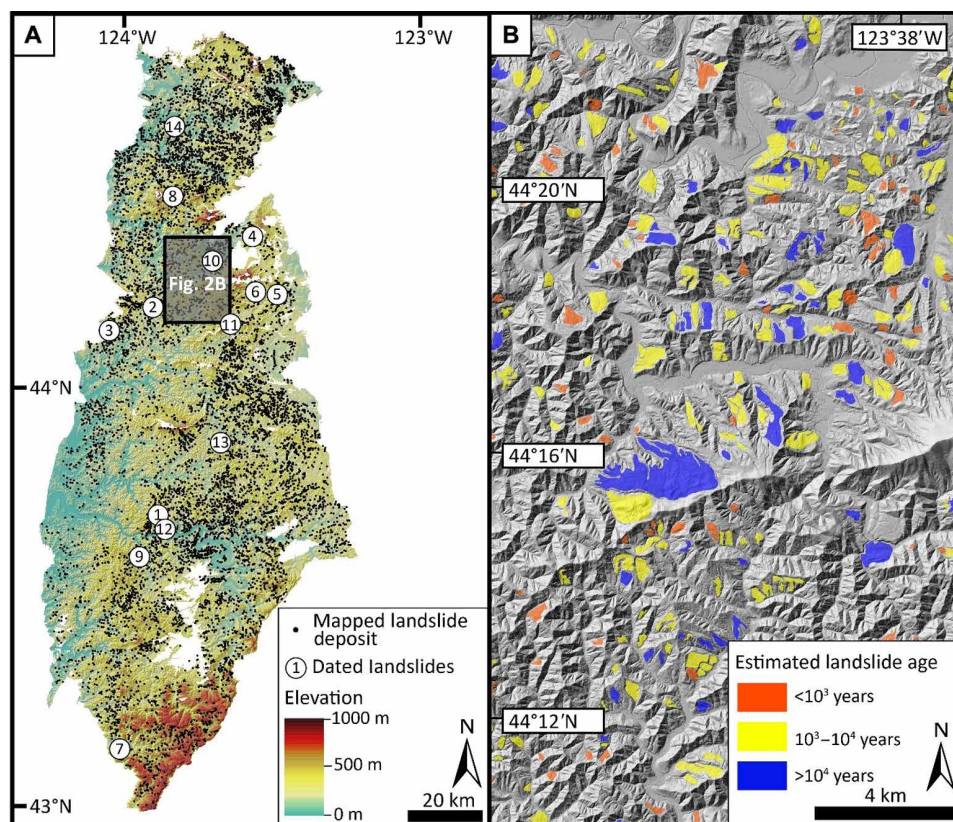 A
124°W
123°W
14
8
4
10
Fig. 2B
6
5
2
11
3
44°N
13
1
12
9
7
43°N
Mapped landslide
deposit
1 Dated landslides
Elevation
1000 m
500 m
0 m
N
20 km
B
123°38'W
44°20'N
44°16'N
44°12'N
Estimated landslide age
<10³ years
10³–10⁴ years
>10⁴ years
N
4 km